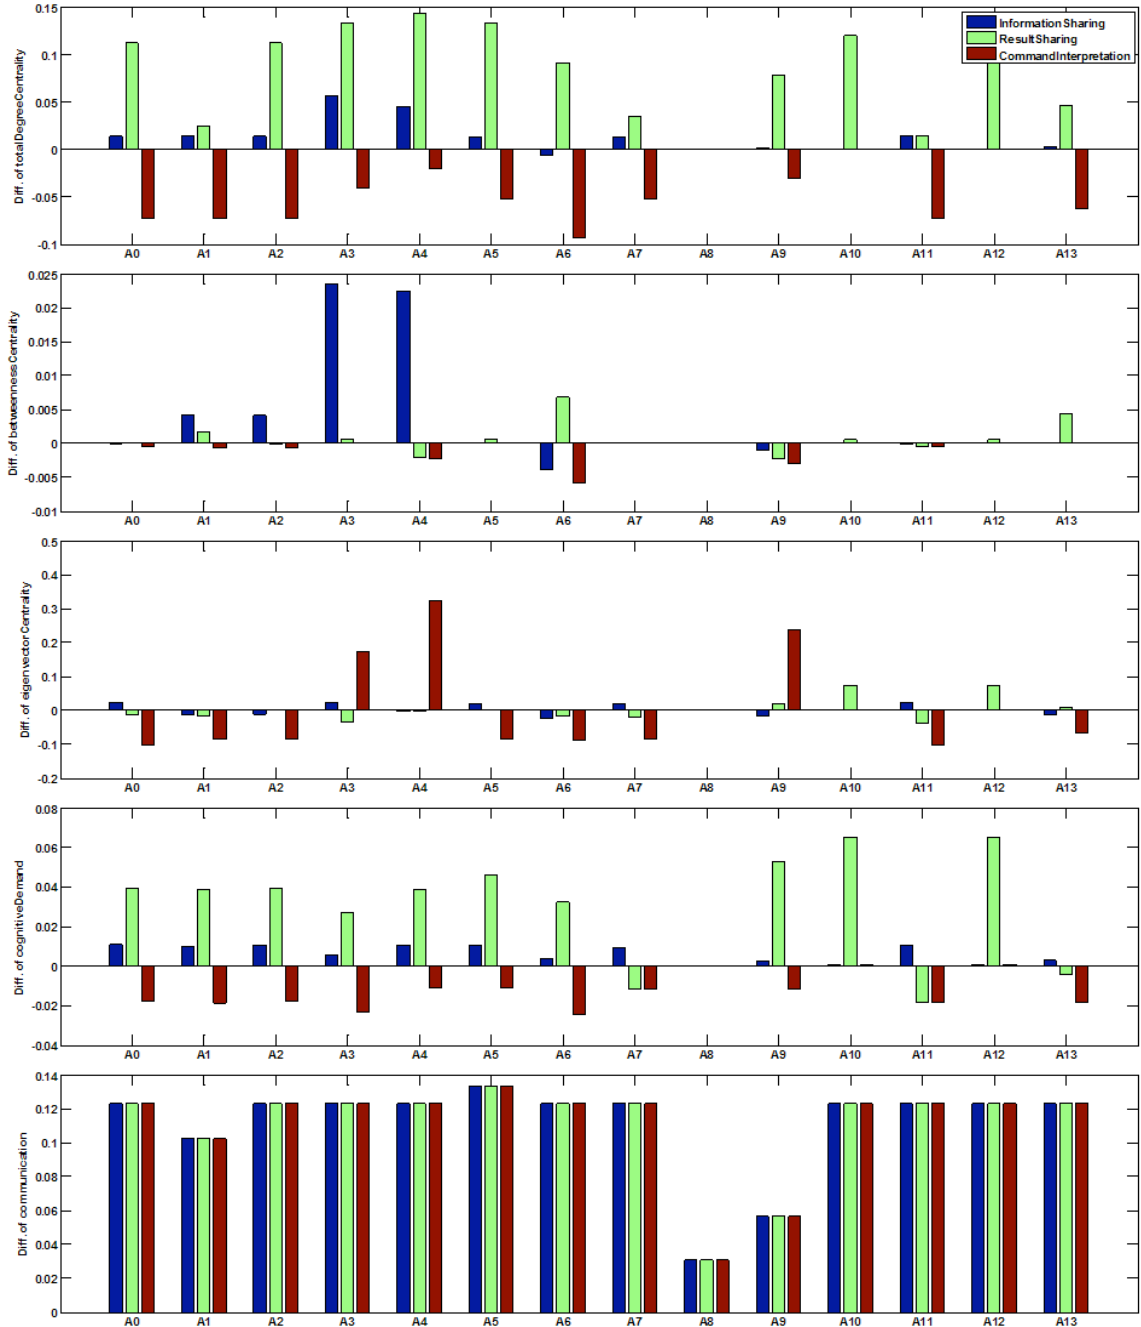 InformationSharing
ResultSharing
CommandInterpretation
Diff. of totalDegreeCentrality
0.15
0.1
0.05
0
-0.05
-0.1
A0 A1 A2 A3 A4 A5 A6 A7 A8 A9 A10 A11 A12 A13
Diff. of betweennessCentrality
0.025
0.02
0.015
0.01
0.005
0
-0.005
-0.01
A0 A1 A2 A3 A4 A5 A6 A7 A8 A9 A10 A11 A12 A13
Diff. of eigenvectorCentrality
0.5
0.4
0.3
0.2
0.1
0
-0.1
-0.2
A0 A1 A2 A3 A4 A5 A6 A7 A8 A9 A10 A11 A12 A13
Diff. of cognitiveDemand
0.08
0.06
0.04
0.02
0
-0.02
-0.04
A0 A1 A2 A3 A4 A5 A6 A7 A8 A9 A10 A11 A12 A13
Diff. of communication
0.14
0.12
0.1
0.08
0.06
0.04
0.02
0
A0 A1 A2 A3 A4 A5 A6 A7 A8 A9 A10 A11 A12 A13